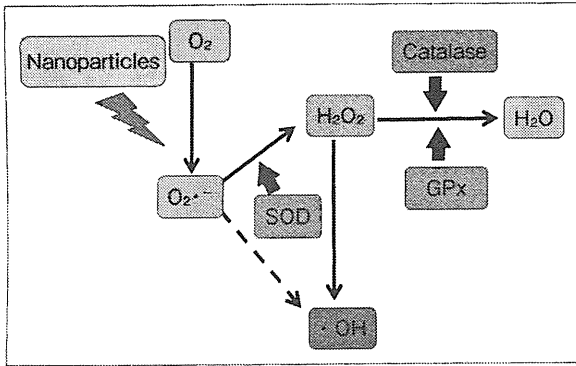 O₂
Nanoparticles
Catalase
H₂O₂
H₂O
O₂·⁻
SOD
GPx
· OH